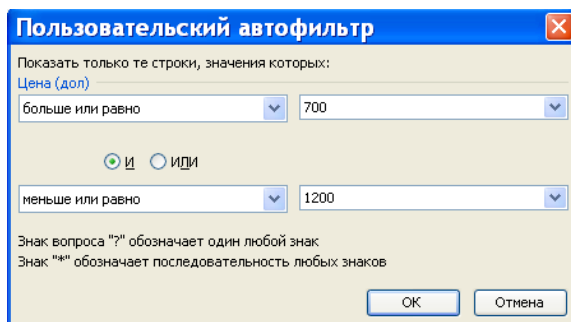 Пользовательский автофильтр
Показать только те строки, значения которых:
Цена (дол)
больше или равно 700
И ИЛИ
меньше или равно 1200
Знак вопроса "?" обозначает один любой знак
Знак "*" обозначает последовательность любых знаков
ОК Отмена